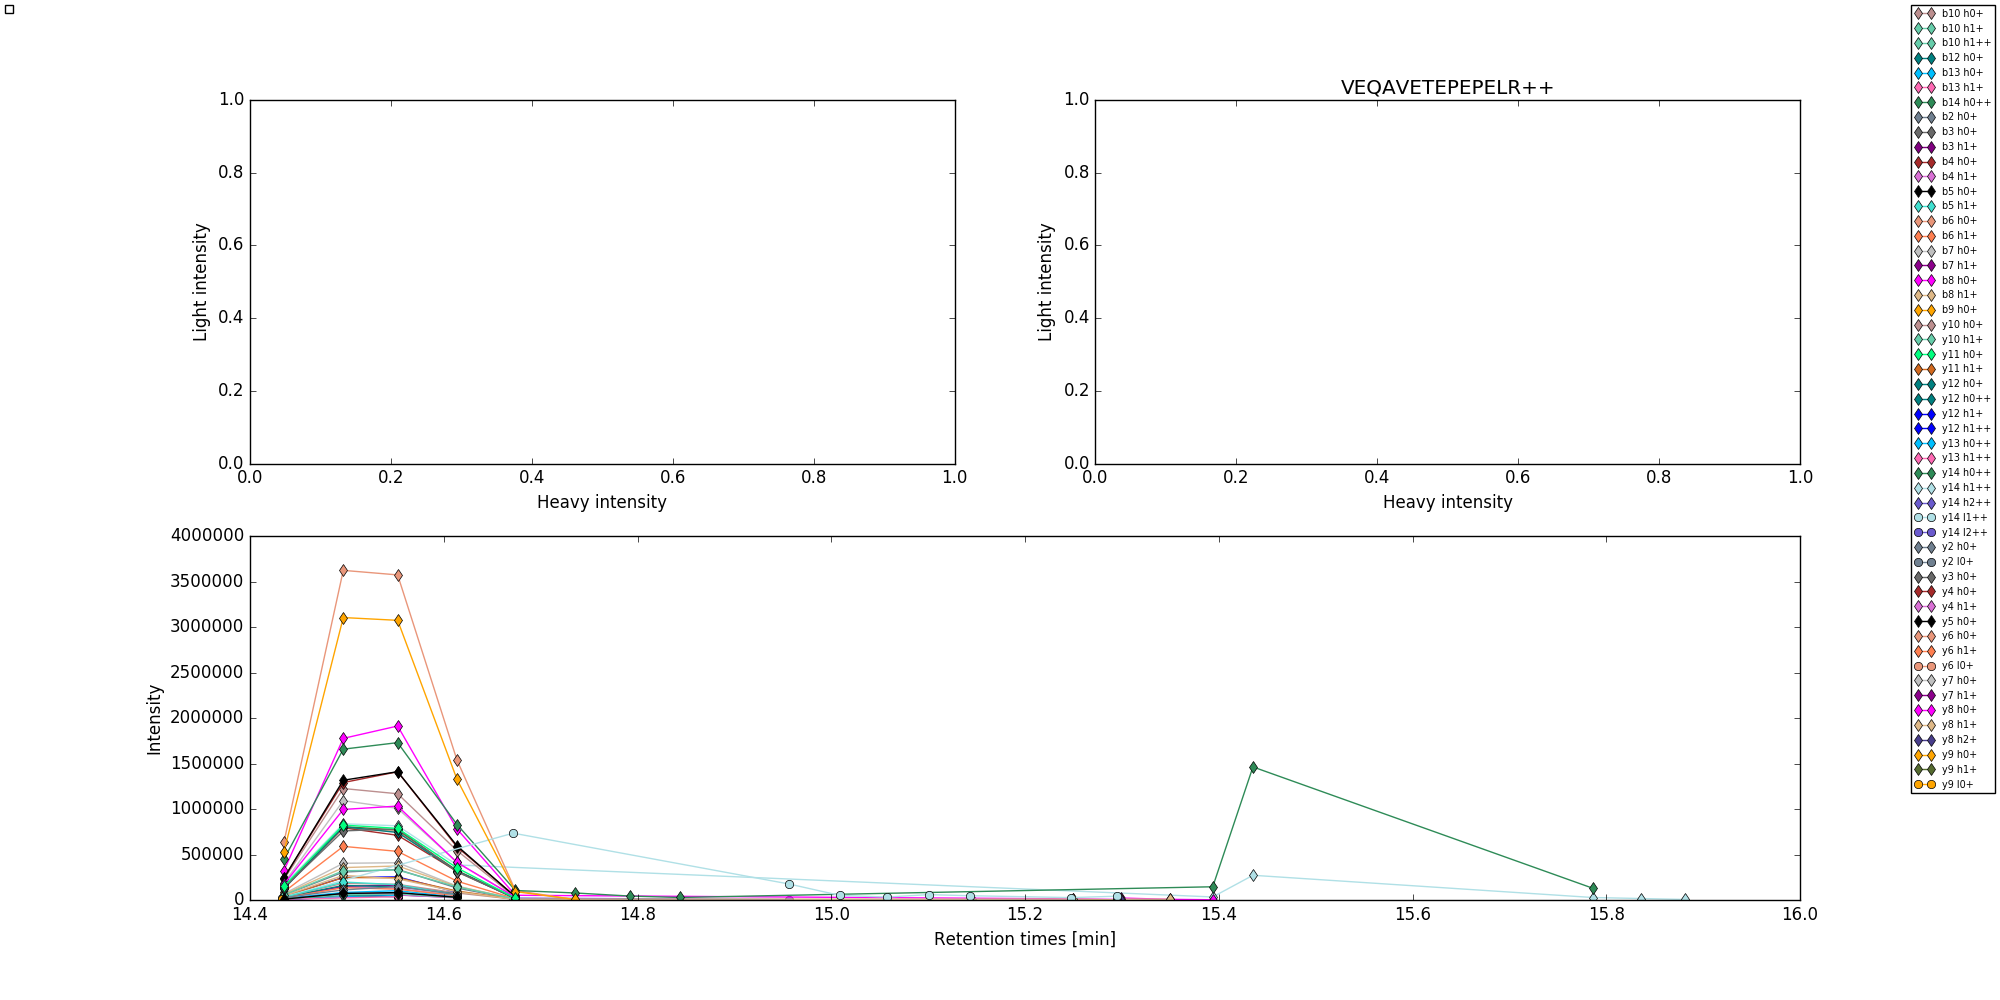 VEQAVETEPEPELR++
1.0
0.8
0.6
0.4
0.2
0.0
Light intensity
0.0 0.2 0.4 0.6 0.8 1.0
Heavy intensity
1.0
0.8
0.6
0.4
0.2
0.0
Light intensity
0.0 0.2 0.4 0.6 0.8 1.0
Heavy intensity
4000000
3500000
3000000
2500000
2000000
1500000
1000000
500000
0
Intensity
14.4 14.6 14.8 15.0 15.2 15.4 15.6 15.8 16.0
Retention times [min]
b10 h0+
b10 h1+
b10 h1++
b12 h0+
b13 h0+
b13 h1+
b14 h0++
b2 h0+
b3 h0+
b3 h1+
b4 h0+
b4 h1+
b5 h0+
b5 h1+
b6 h0+
b6 h1+
b7 h0+
b7 h1+
b8 h0+
b8 h1+
b9 h0+
y10 h0+
y10 h1+
y11 h0+
y11 h1+
y12 h0+
y12 h0++
y12 h1+
y12 h1++
y13 h0++
y13 h1++
y14 h0++
y14 h1++
y14 h2++
y14 l1++
y14 l2++
y2 h0+
y2 l0+
y3 h0+
y4 h0+
y4 h1+
y5 h0+
y6 h0+
y6 h1+
y6 l0+
y7 h0+
y7 h1+
y8 h0+
y8 h1+
y8 h2+
y9 h0+
y9 h1+
y9 l0+